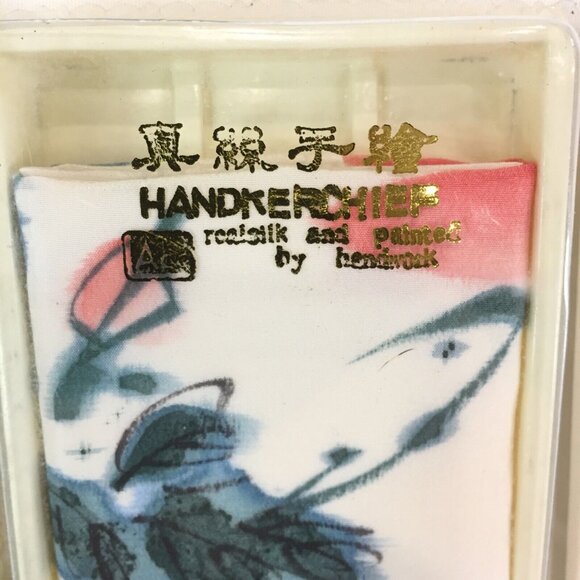 真絲手繪
HANDKERCHIEF
realsilk and painted
by handwork